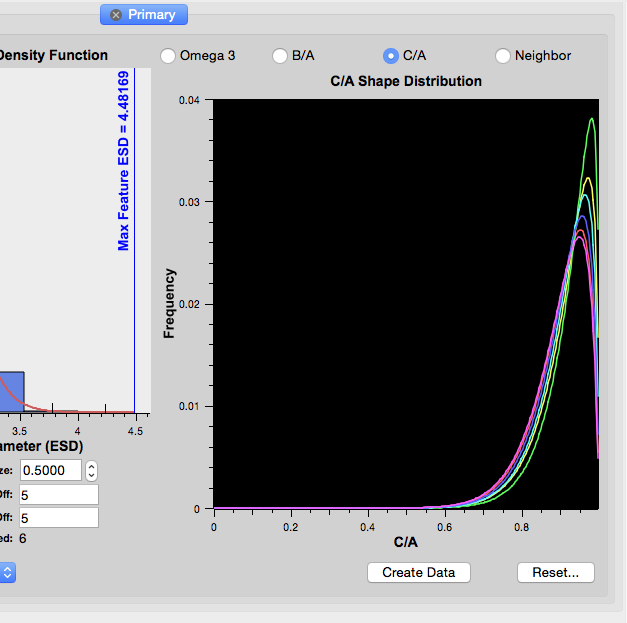 Primary
Density Function
Omega 3
B/A
C/A
Neighbor
C/A Shape Distribution
Max Feature ESD = 4.48169
Frequency
0.04
0.03
0.02
0.01
0
0 0.2 0.4 0.6 0.8
C/A
3.5 4 4.5
ameter (ESD)
ze: 0.5000
Off: 5
Off: 5
ed: 6
Create Data
Reset...